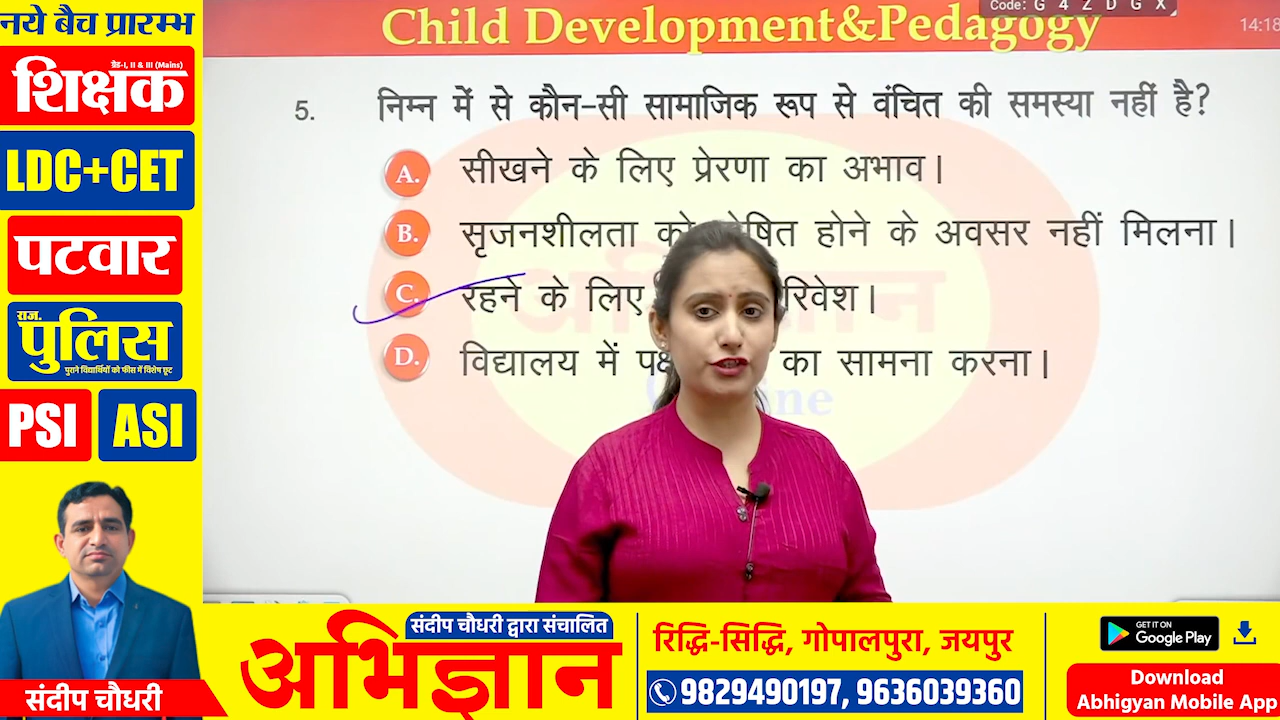 नये बैच प्रारम्भ
ग्रेड-I, II & III (Mains)
शिक्षक
LDC+CET
पटवार
राज.
पुलिस
पुराने विद्यार्थियों को फीस में विशेष छूट
PSI ASI
संदीप चौधरी
Code: G 4 Z D G X
14:18
Child Development&Pedagogy
5. निम्न में से कौन-सी सामाजिक रूप से वंचित की समस्या नहीं है?
A. सीखने के लिए प्रेरणा का अभाव।
B. सृजनशीलता होने के अवसर नहीं मिलना।
C. रहने के लिए
D. विद्यालय में का सामना करना।
संदीप चौधरी द्वारा संचालित
अभिज्ञान
रिद्धि-सिद्धि, गोपालपुरा, जयपुर
9829490197, 9636039360
GET IT ON
Google Play
Download
Abhigyan Mobile App